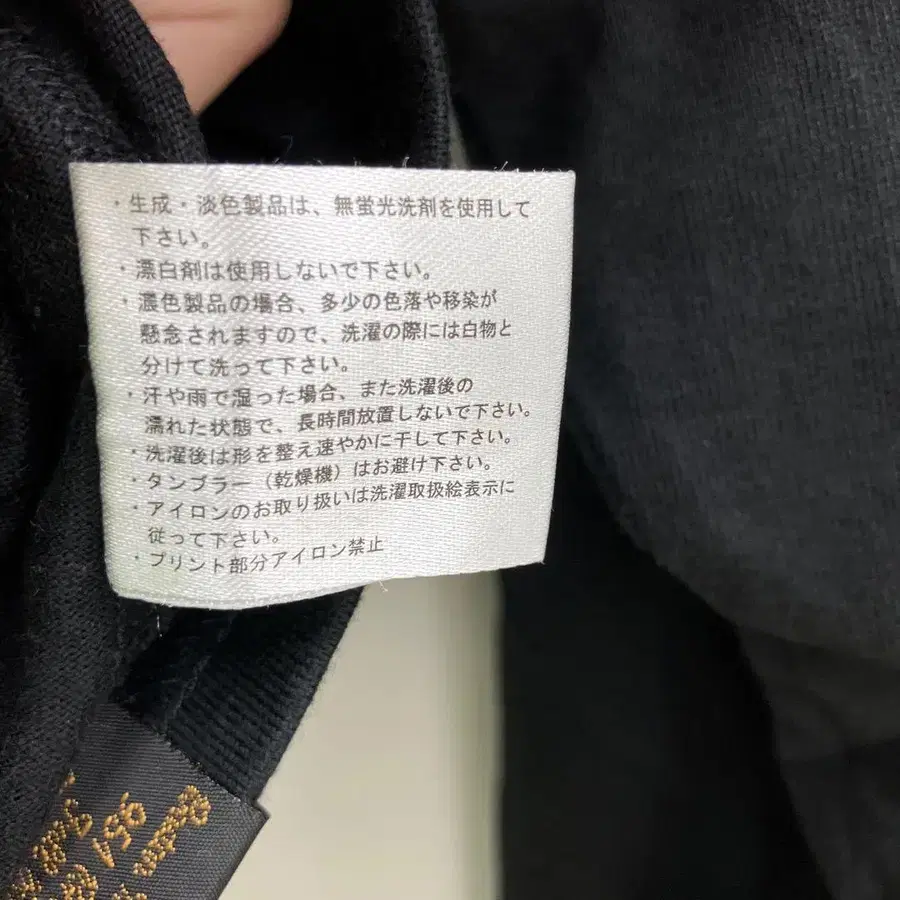 ・生成・淡色製品は、無蛍光洗剤を使用して
下さい。
・漂白剤は使用しないで下さい。
・濃色製品の場合、多少の色落や移染が
懸念されますので、洗濯の際には白物と
分けて洗って下さい。
・汗や雨で湿った場合、また洗濯後の
濡れた状態で、長時間放置しないで下さい。
・洗濯後は形を整え速やかに干して下さい。
・タンブラー（乾燥機）はお避け下さい。
・アイロンのお取り扱いは洗濯取扱絵表示に
従って下さい。
・プリント部分アイロン禁止